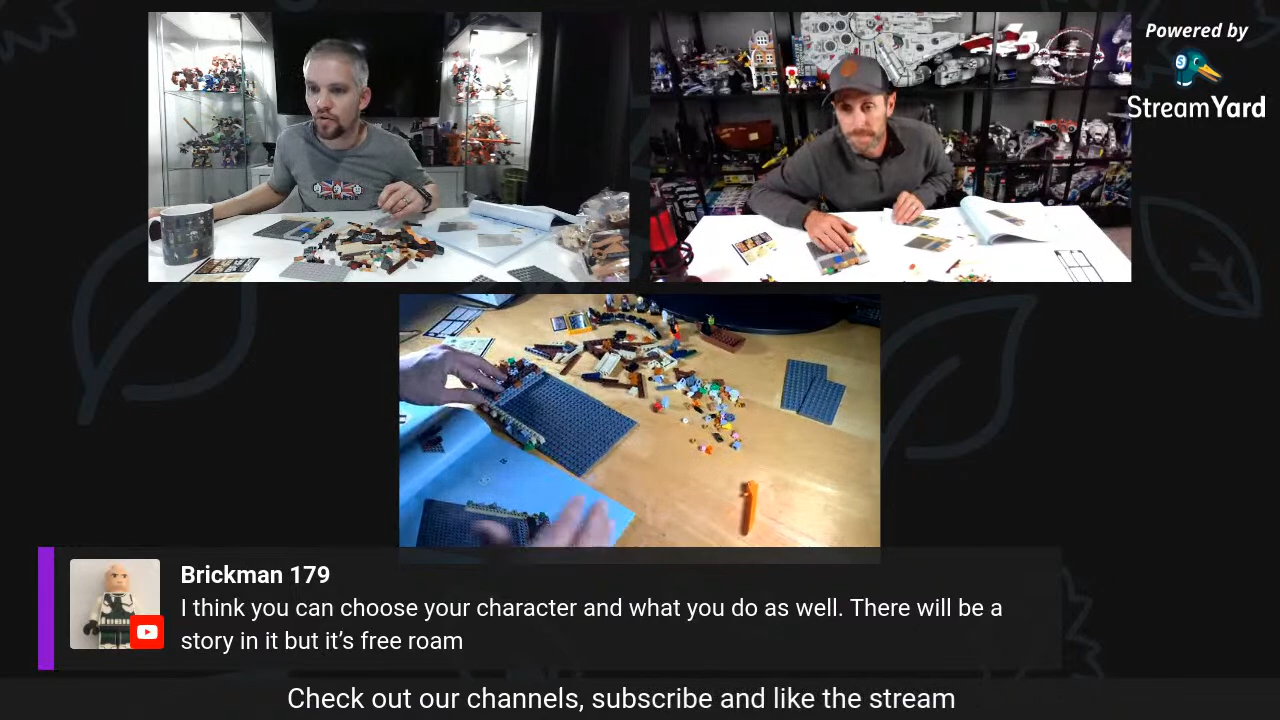 Powered by
StreamYard
Brickman 179
I think you can choose your character and what you do as well. There will be a
story in it but it’s free roam
Check out our channels, subscribe and like the stream